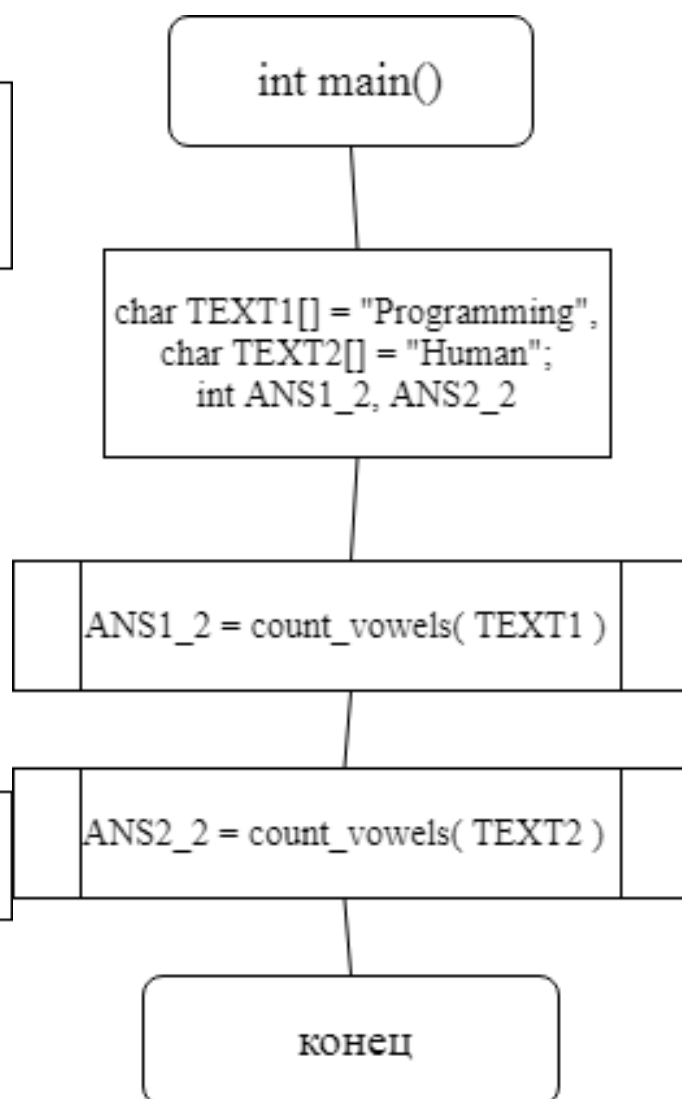 int main()
char TEXT1[] = "Programming",
char TEXT2[] = "Human";
int ANS1_2, ANS2_2
ANS1_2 = count_vowels( TEXT1 )
ANS2_2 = count_vowels( TEXT2 )
конец